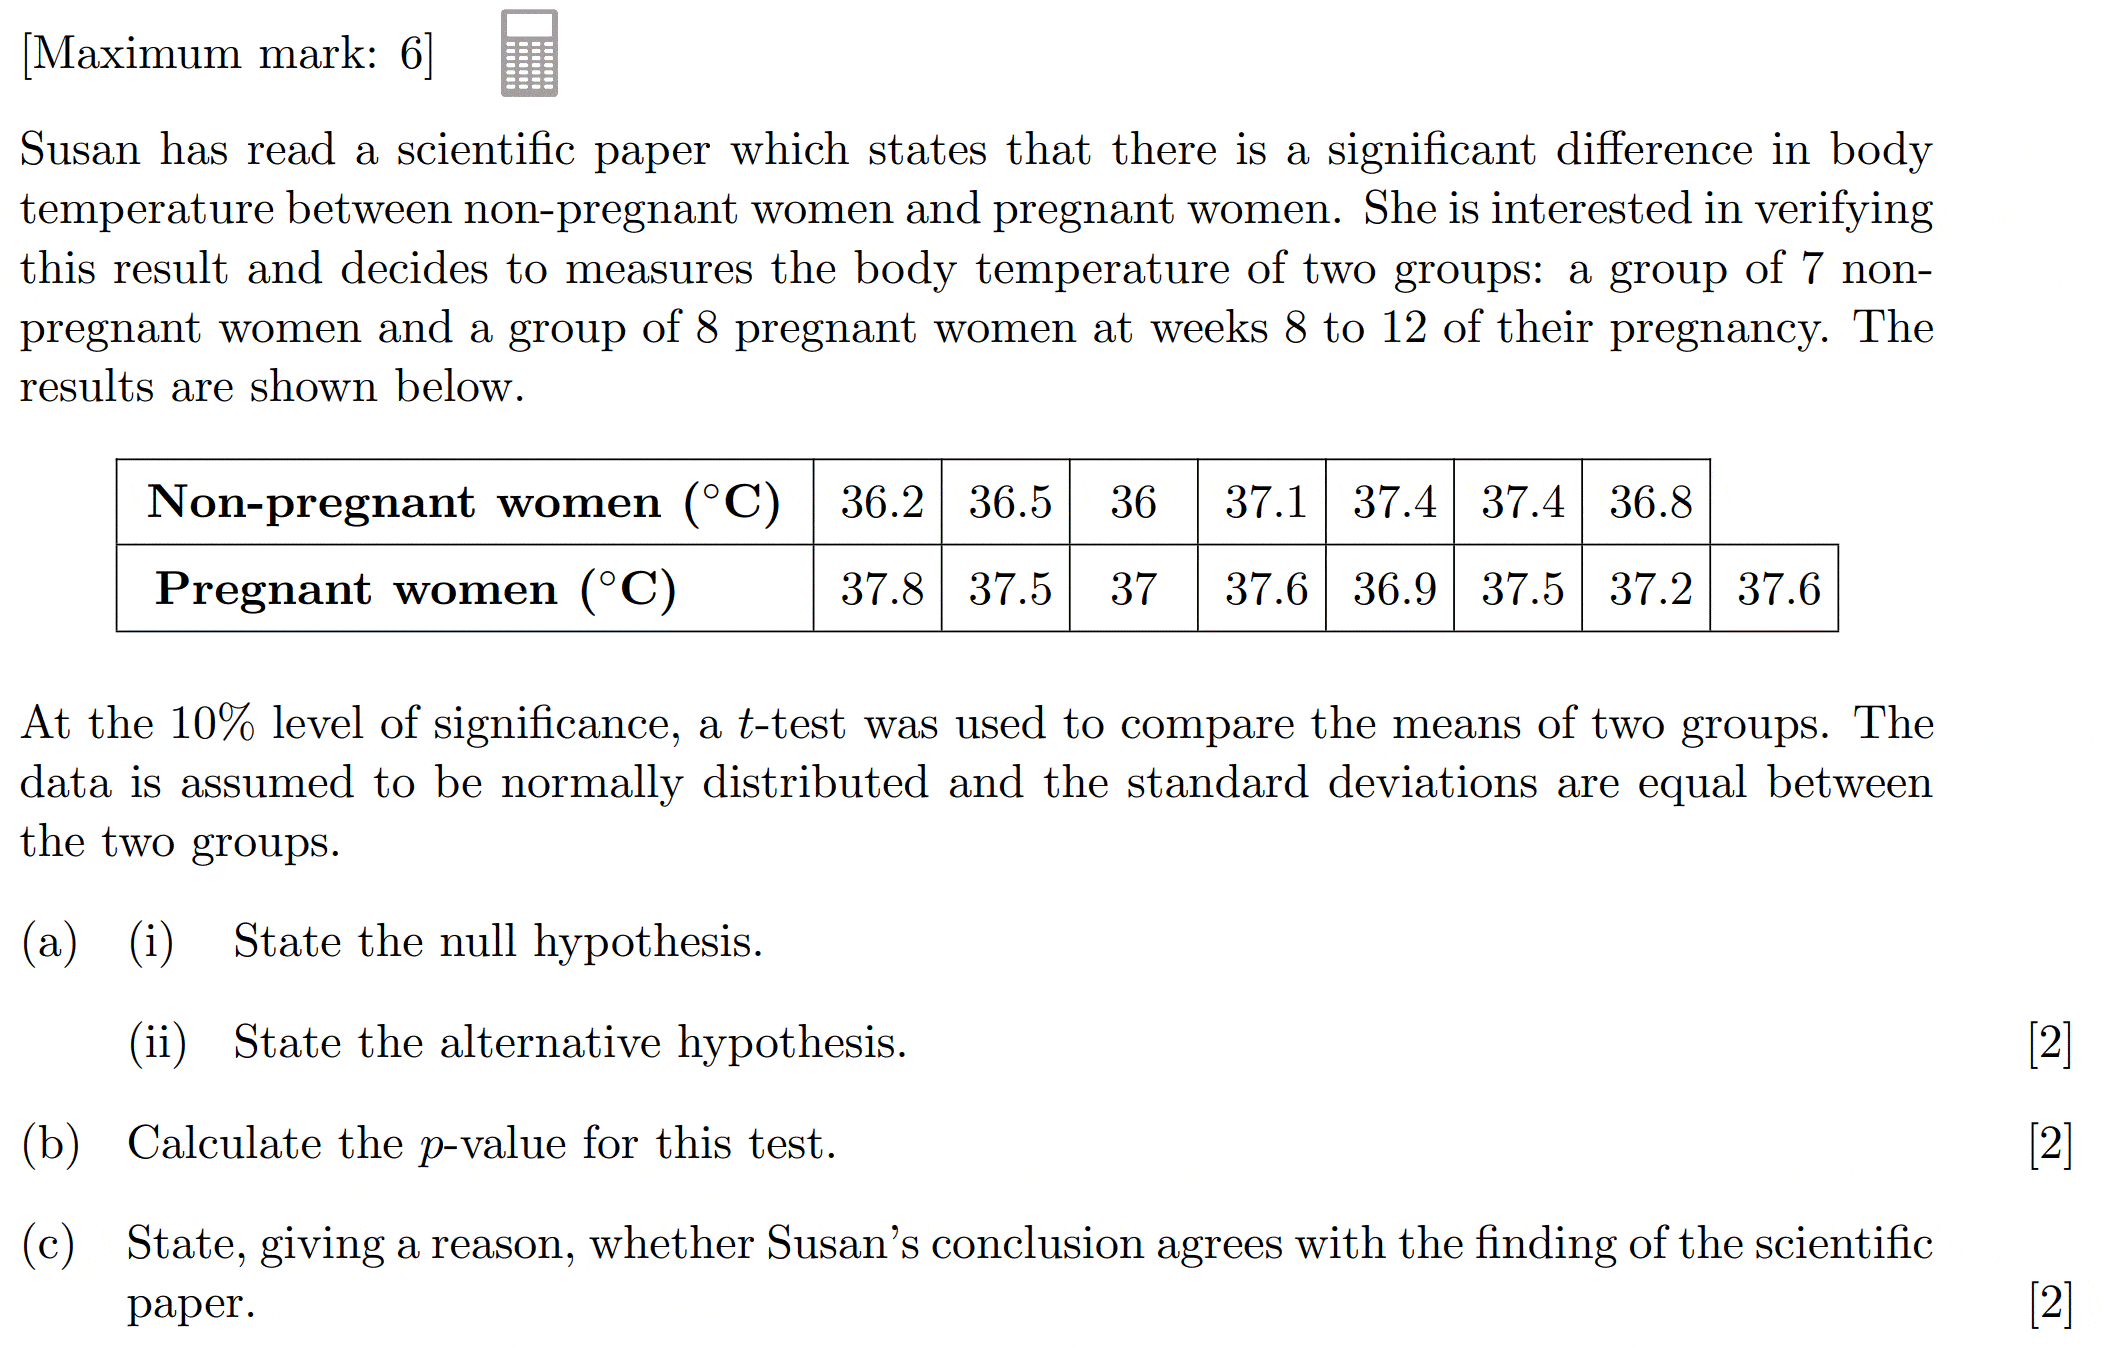 [Maximum mark: 6]
Susan has read a scientific paper which states that there is a significant difference in body
temperature between non-pregnant women and pregnant women. She is interested in verifying
this result and decides to measures the body temperature of two groups: a group of 7 non-
pregnant women and a group of 8 pregnant women at weeks 8 to 12 of their pregnancy. The
results are shown below.
Non-pregnant women (°C) 36.2 36.5 36 37.1 37.4 37.4 36.8
Pregnant women (°C) 37.8 37.5 37 37.6 36.9 37.5 37.2 37.6
At the 10% level of significance, a t-test was used to compare the means of two groups. The
data is assumed to be normally distributed and the standard deviations are equal between
the two groups.
(a) (i) State the null hypothesis.
(ii) State the alternative hypothesis. [2]
(b) Calculate the p-value for this test. [2]
(c) State, giving a reason, whether Susan's conclusion agrees with the finding of the scientific
paper. [2]